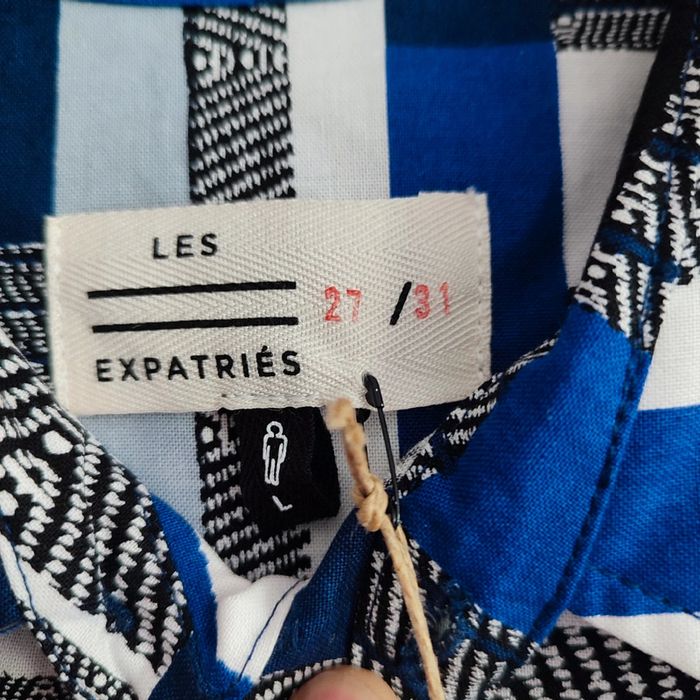 LES
27 / 31
EXPATRIÉS
L